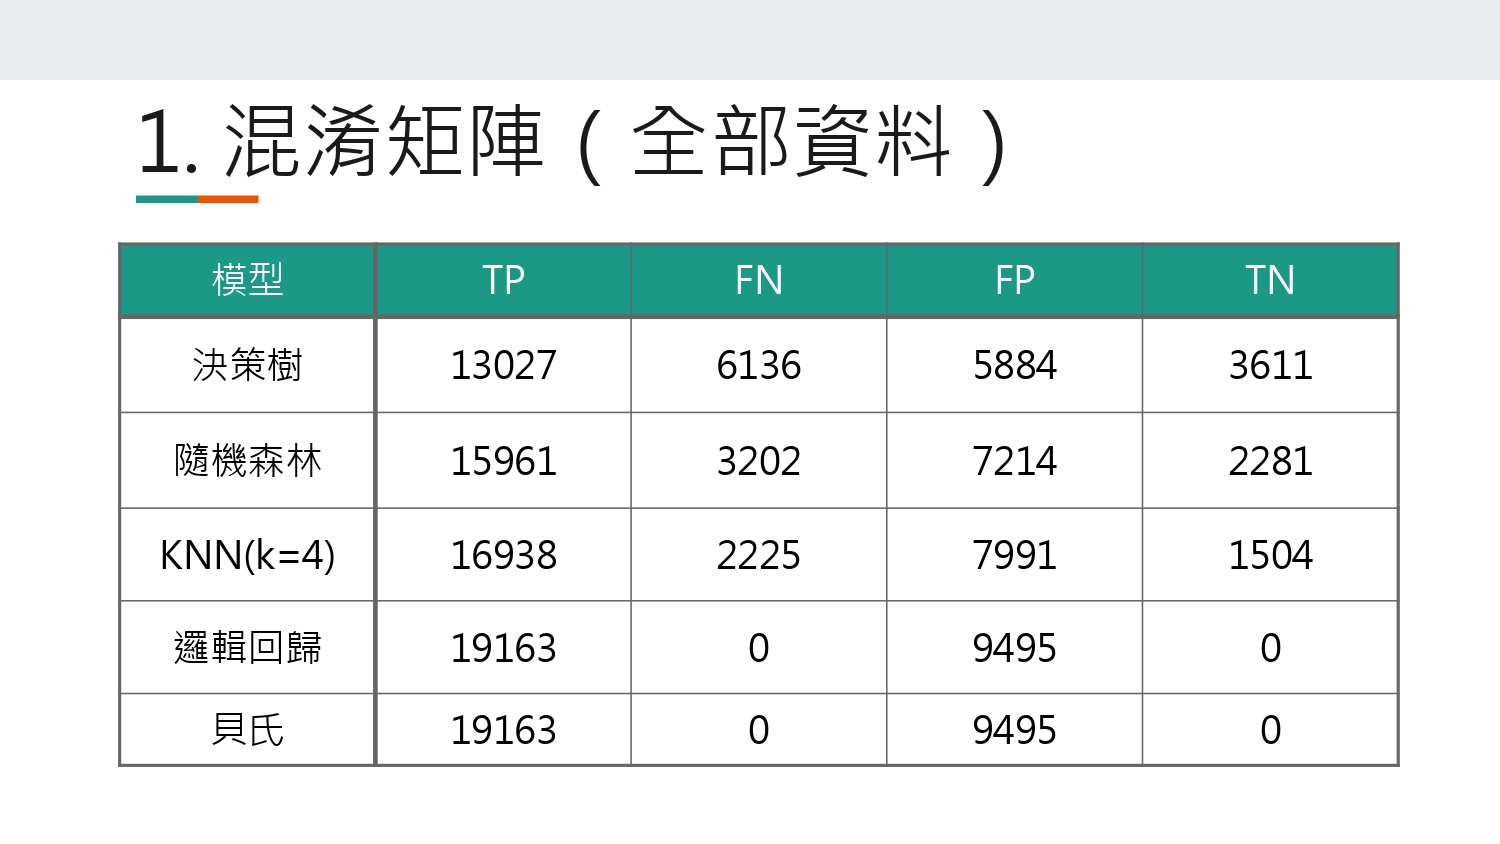 1. 混淆矩陣（全部資料）
模型 TP FN FP TN
決策樹 13027 6136 5884 3611
隨機森林 15961 3202 7214 2281
KNN(k=4) 16938 2225 7991 1504
邏輯回歸 19163 0 9495 0
貝氏 19163 0 9495 0